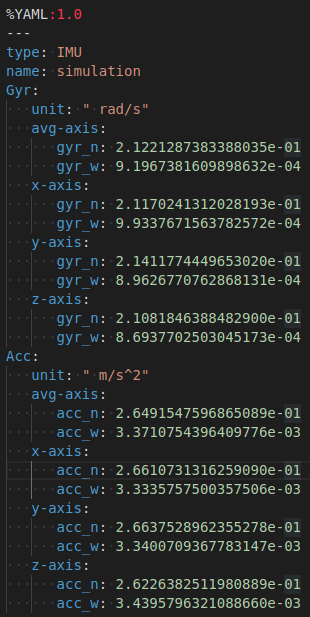 %YAML:1.0
---
type: IMU
name: simulation
Gyr:
   unit: " rad/s"
   avg-axis:
      gyr_n: 2.1221287383388035e-01
      gyr_w: 9.1967381609898632e-04
   x-axis:
      gyr_n: 2.1170241312028193e-01
      gyr_w: 9.9337671563782572e-04
   y-axis:
      gyr_n: 2.1411774449653020e-01
      gyr_w: 8.9626770762868131e-04
   z-axis:
      gyr_n: 2.1081846388482900e-01
      gyr_w: 8.6937702503045173e-04
Acc:
   unit: " m/s^2"
   avg-axis:
      acc_n: 2.6491547596865089e-01
      acc_w: 3.3710754396409776e-03
   x-axis:
      acc_n: 2.6610731316259090e-01
      acc_w: 3.3335757500357506e-03
   y-axis:
      acc_n: 2.6637528962355278e-01
      acc_w: 3.3400709367783147e-03
   z-axis:
      acc_n: 2.6226382511980889e-01
      acc_w: 3.4395796321088660e-03